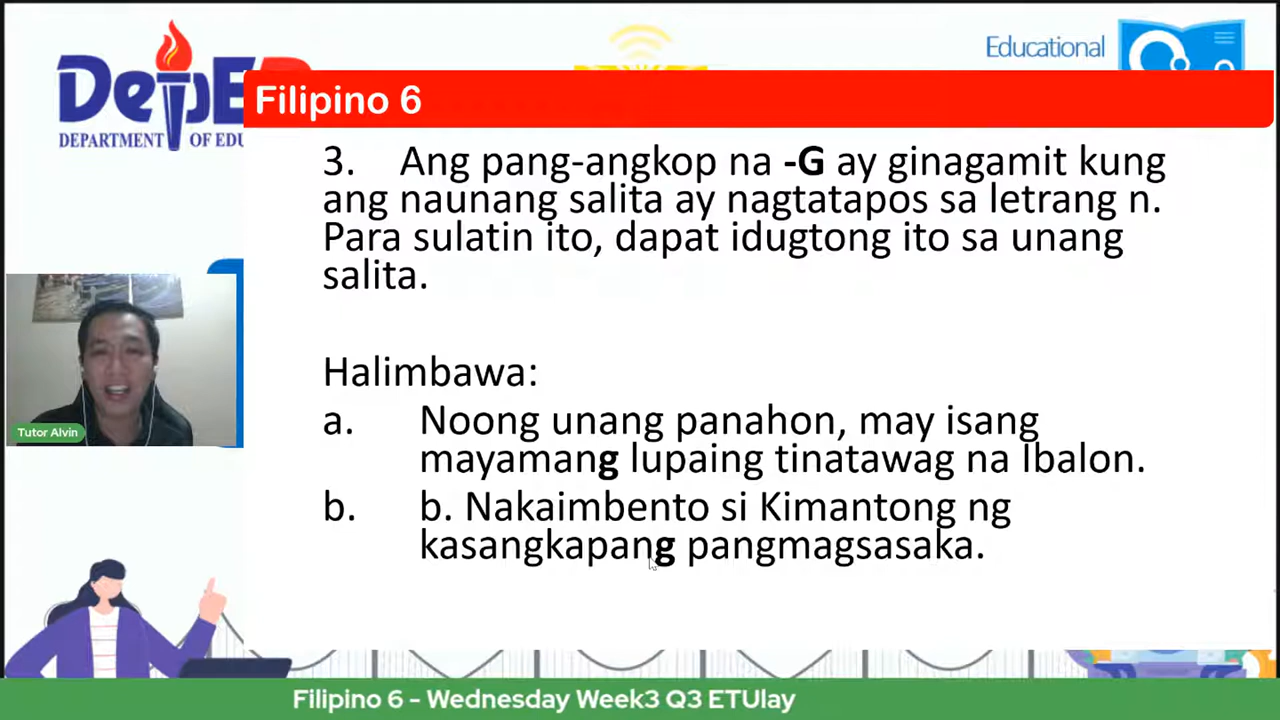 DepED
DEPARTMENT OF EDU
Educational
Filipino 6
3. Ang pang-angkop na -G ay ginagamit kung
ang naunang salita ay nagtatapos sa letrang n.
Para sulatin ito, dapat idugtong ito sa unang
salita.
Halimbawa:
a. Noong unang panahon, may isang
mayamang lupaing tinatawag na Ibalon.
b. b. Nakaimbento si Kimantong ng
kasangkapang pangmagsasaka.
Tutor Alvin
Filipino 6 - Wednesday Week3 Q3 ETUlay